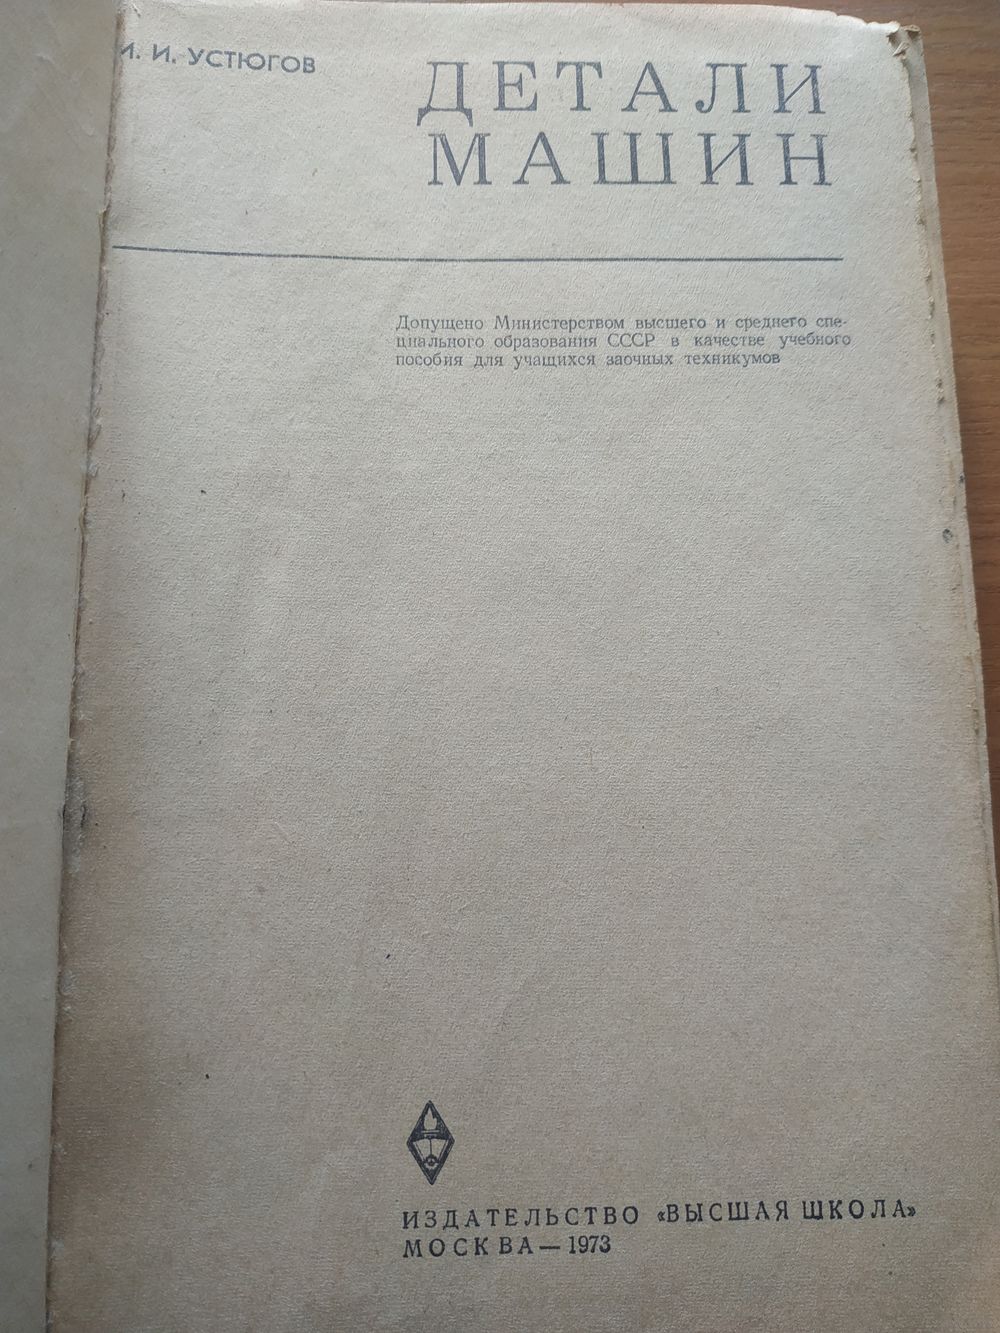 И. И. УСТЮГОВ
ДЕТАЛИ
МАШИН
Допущено Министерством высшего и среднего спе-
циального образования СССР в качестве учебного
пособия для учащихся заочных техникумов
ИЗДАТЕЛЬСТВО «ВЫСШАЯ ШКОЛА»
МОСКВА — 1973